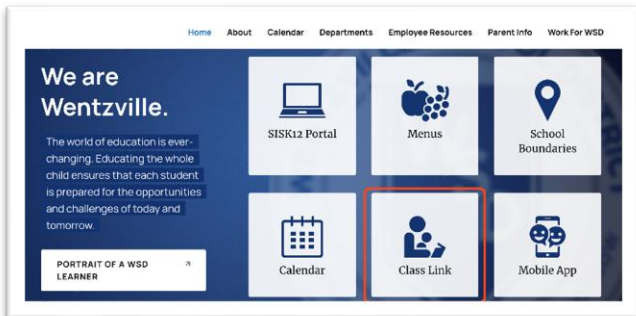 Home About Calendar Departments Employee Resources Parent Info Work For WSD
We are
Wentzville.
The world of education is ever-
changing. Educating the whole
child ensures that each student
is prepared for the opportunities
and challenges of today and
tomorrow.
PORTRAIT OF A WSD
LEARNER
SISK12 Portal
Menus
School
Boundaries
Calendar
Class Link
Mobile App